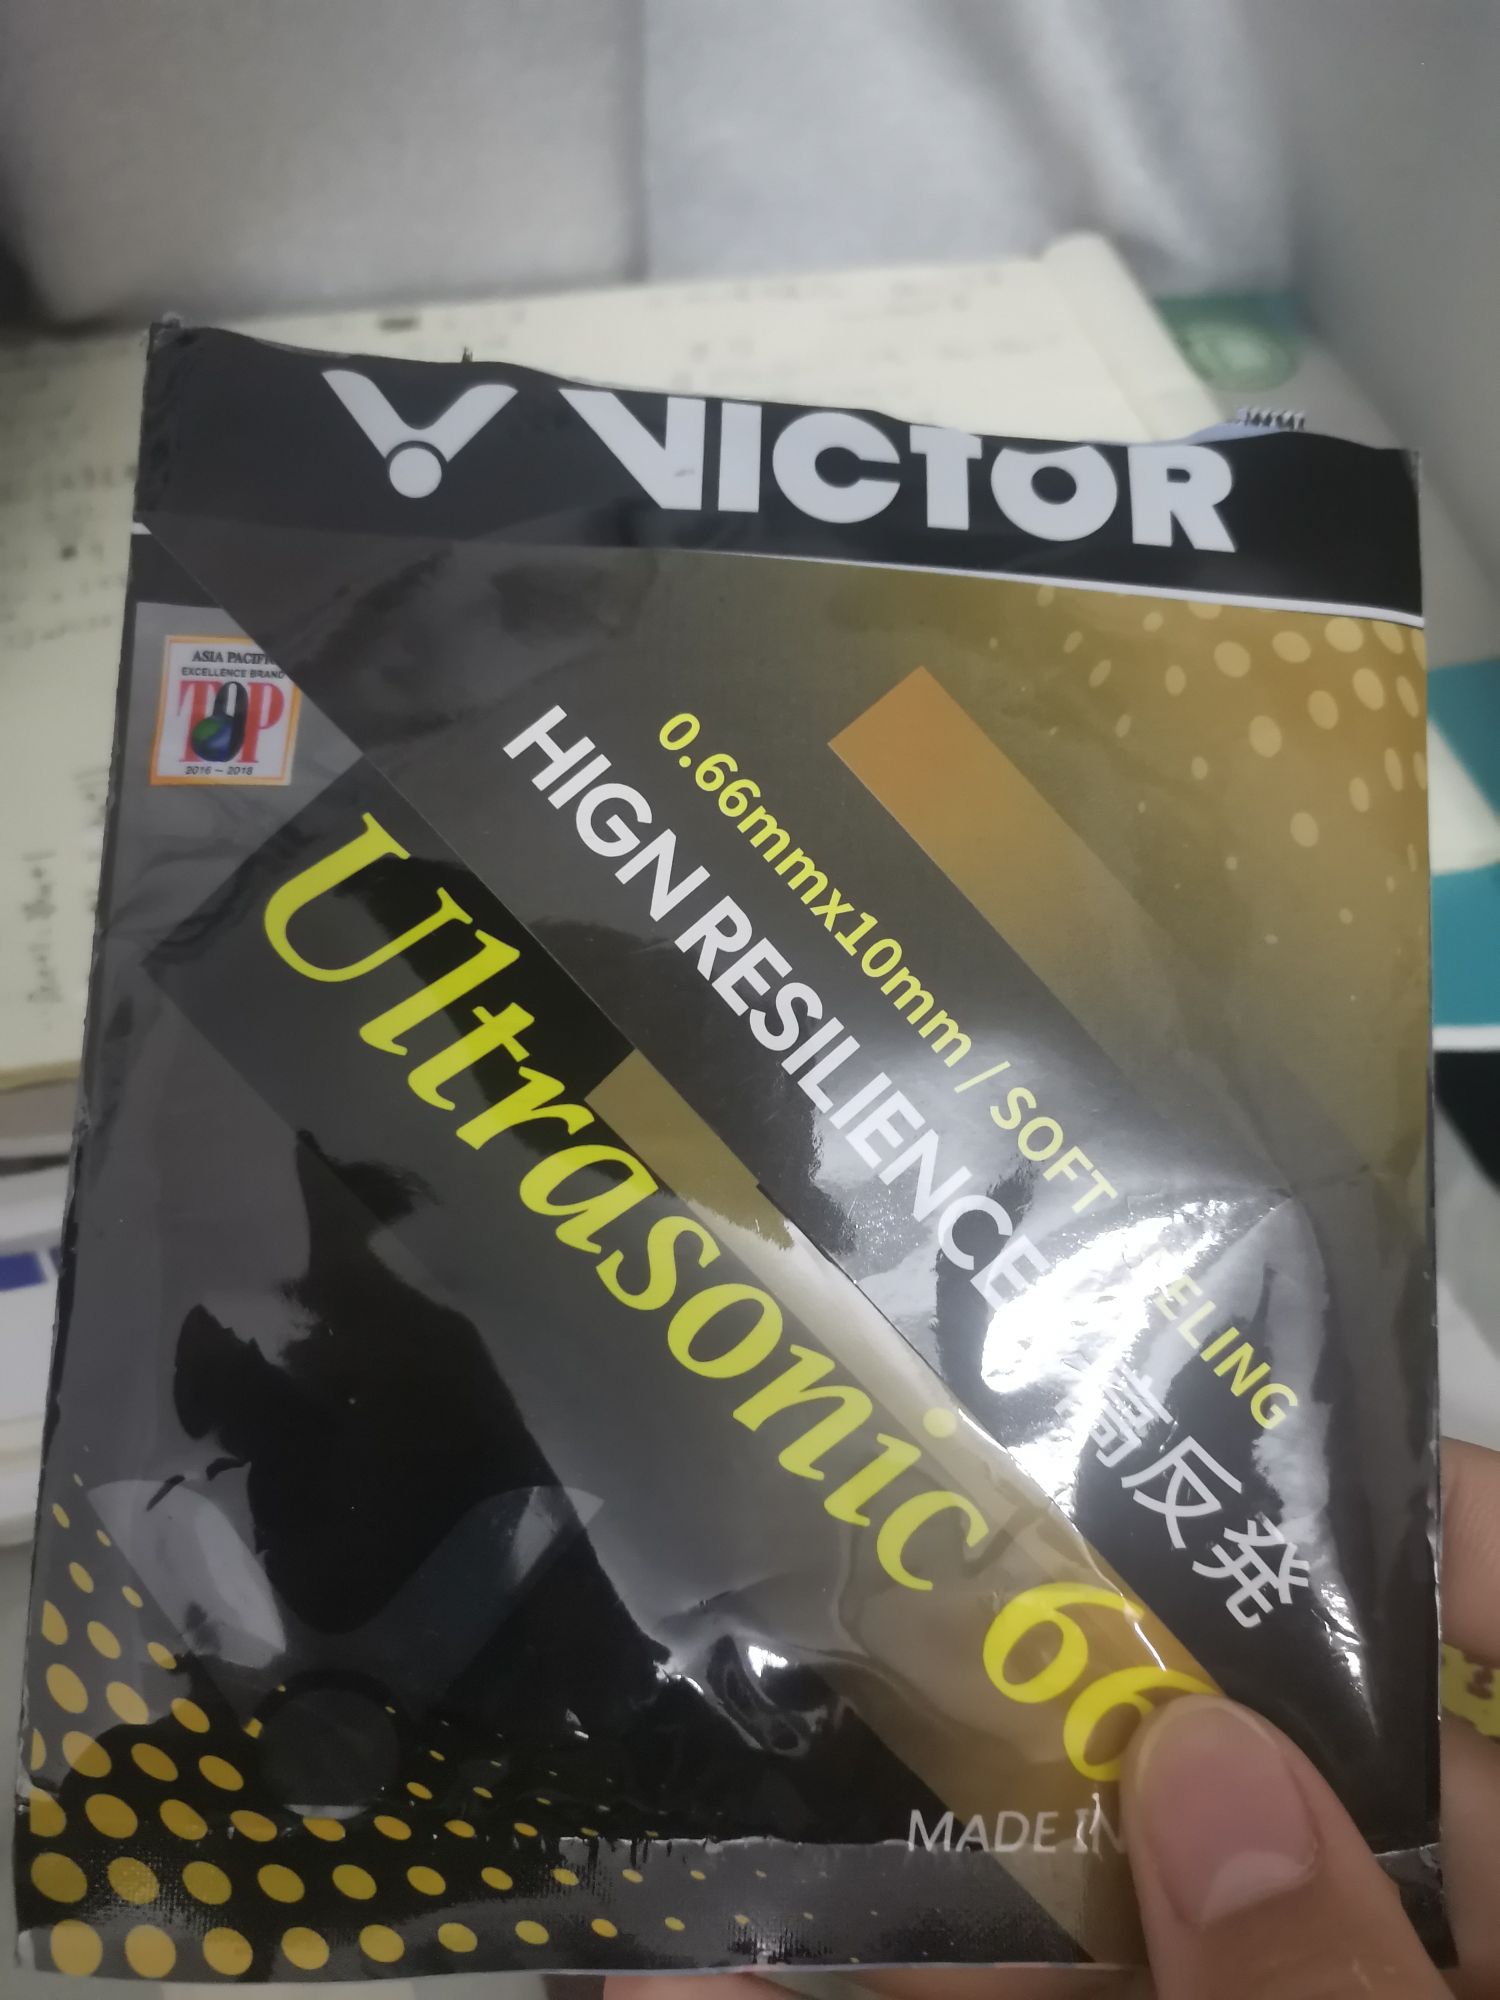 VICTOR
ASIA PACIFIC
EXCELLENCE BRAND
TOP
2016 ~ 2018
0.66mmx10mm / SOFT ELING
HIGN RESILIENCE 高反発
Ultrasonic 66
MADE IN